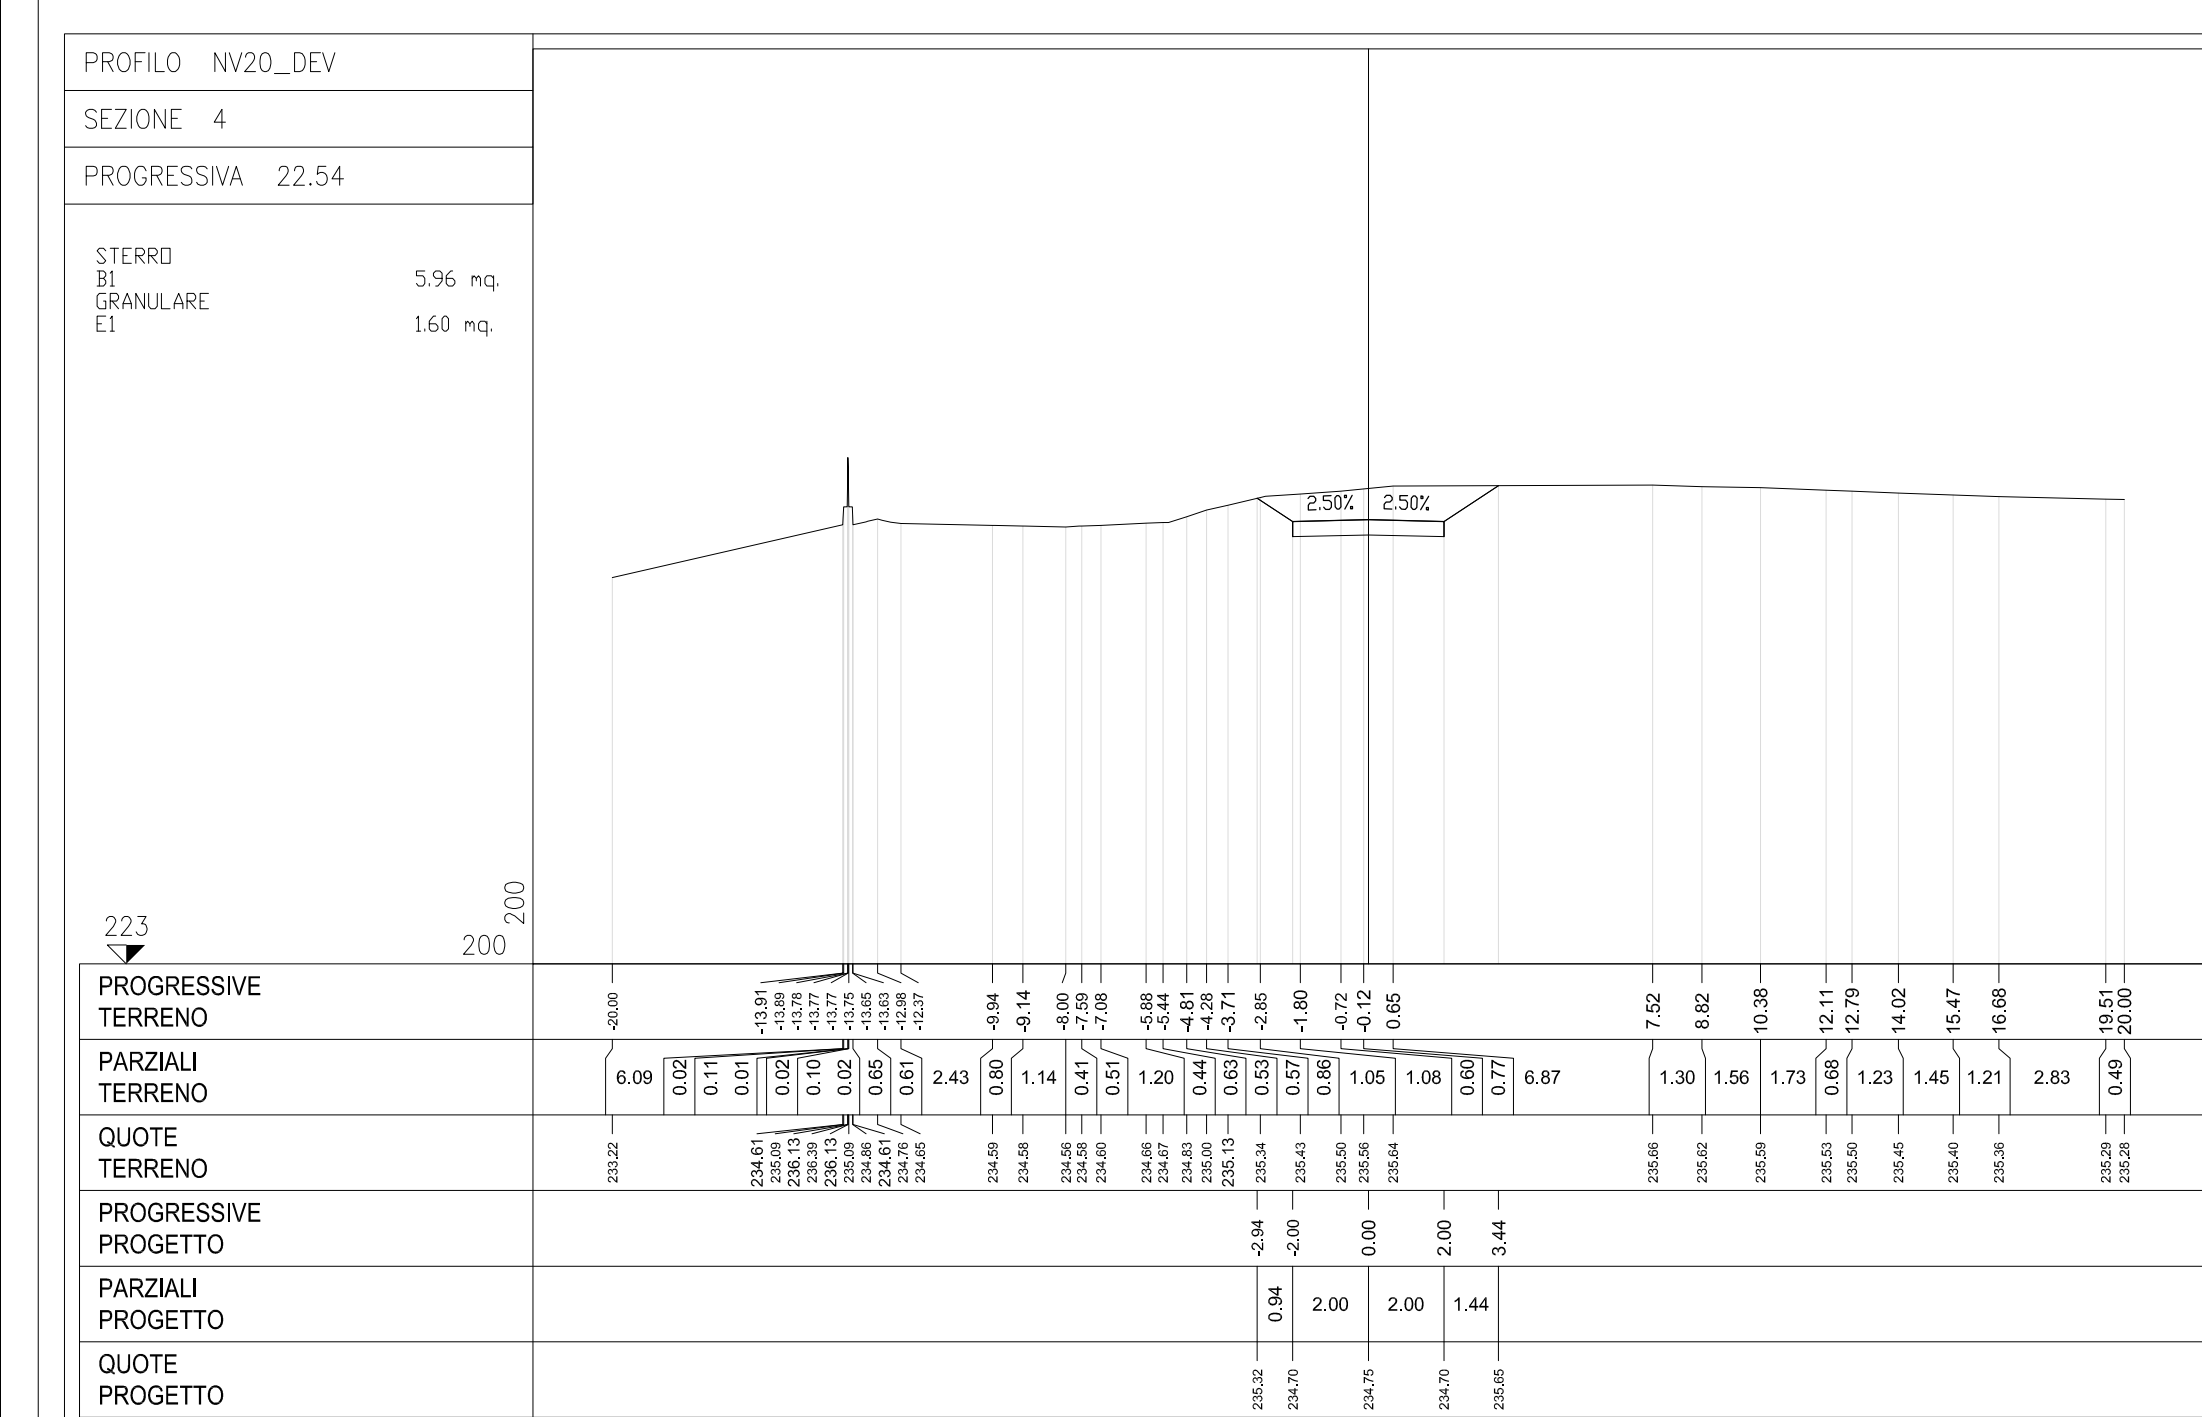 PROFILO NV20_DEV
SEZIONE 4
PROGRESSIVA 22.54
STERRO
B1 5.96 mq.
GRANULARE
E1 1.60 mq.
2.50% 2.50%
223
200
200
PROGRESSIVE
TERRENO
-20.00 -13.91 -13.89 -13.78 -13.77 -13.77 -13.75 -13.65 -13.63 -12.98 -12.37 -9.94 -9.14 -8.00 -7.59 -7.08 -5.88 -5.44 -4.81 -4.28 -3.71 -2.85 -1.80 -0.72 -0.12 0.65 7.52 8.82 10.38 12.11 12.79 14.02 15.47 16.68 19.51 20.00
PARZIALI
TERRENO
6.09 0.02 0.11 0.01 0.02 0.10 0.02 0.65 0.61 2.43 0.80 1.14 0.41 0.51 1.20 0.44 0.63 0.53 0.57 0.86 1.05 1.08 0.60 0.77 6.87 1.30 1.56 1.73 0.68 1.23 1.45 1.21 2.83 0.49
QUOTE
TERRENO
233.22 234.61 235.09 236.13 236.39 236.13 235.09 234.86 234.61 234.76 234.65 234.59 234.58 234.56 234.58 234.60 234.66 234.67 234.83 235.00 235.13 235.34 235.43 235.50 235.56 235.64 235.66 235.62 235.59 235.53 235.50 235.45 235.40 235.36 235.29 235.28
PROGRESSIVE
PROGETTO
-2.94 -2.00 0.00 2.00 3.44
PARZIALI
PROGETTO
0.94 2.00 2.00 1.44
QUOTE
PROGETTO
235.32 234.70 234.75 234.70 235.65